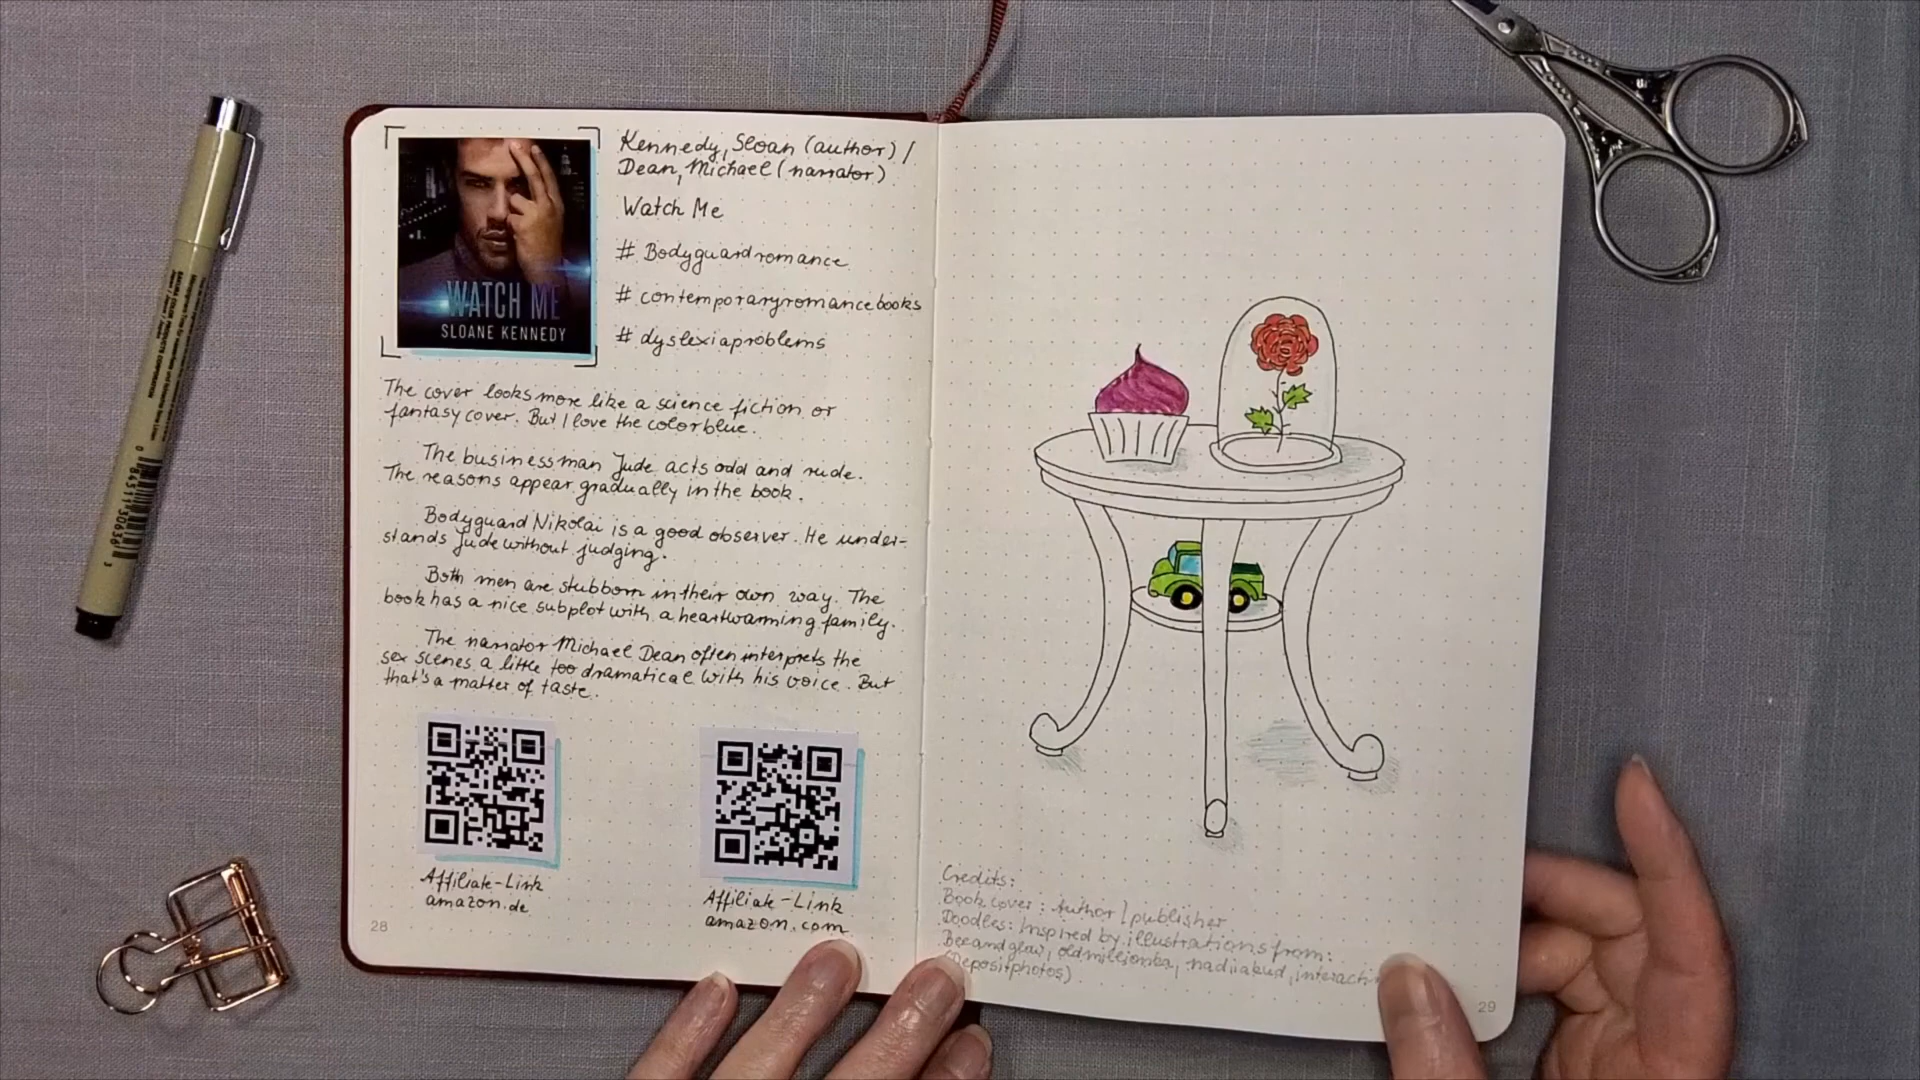 WATCH ME
SLOANE KENNEDY
Kennedy, Sloan (author) /
Dean, Michael (narrator)
Watch Me
# Bodyguardromance
# contemporaryromancebooks
# dyslexiaproblems
The cover looks more like a science fiction or
fantasy cover. But I love the color blue.
The businessman Jude acts odd and rude.
The reasons appear gradually in the book.
Bodyguard Nikolai is a good observer. He under-
stands Jude without judging.
Both men are stubborn in their own way. The
book has a nice subplot with a heartwarming family.
The narrator Michael Dean often interprets the
sex scenes a little too dramatical with his voice. But
that's a matter of taste.
Affiliate-Link
amazon.de
Affiliate-Link
amazon.com
28
Credits:
Book cover: Author / publisher
Doodles: Inspired by illustrations from:
nadiakud,
(Depositphotos)
29
0 84511 30636 3